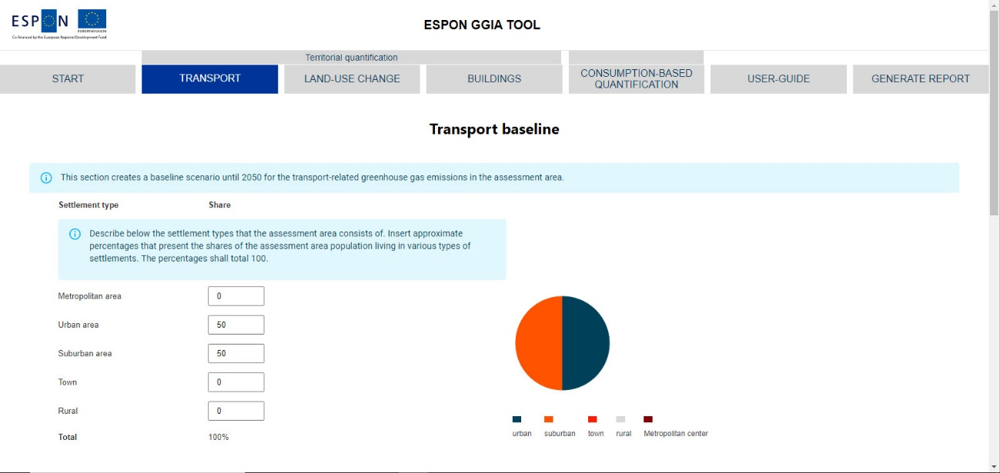 ESPON
EUROPEAN UNION
Co-financed by the European Regional Development Fund
ESPON GGIA TOOL
Territorial quantification
START
TRANSPORT
LAND-USE CHANGE
BUILDINGS
CONSUMPTION-BASED
QUANTIFICATION
USER-GUIDE
GENERATE REPORT
Transport baseline
This section creates a baseline scenario until 2050 for the transport-related greenhouse gas emissions in the assessment area.
Settlement type Share
Describe below the settlement types that the assessment area consists of. Insert approximate
percentages that present the shares of the assessment area population living in various types of
settlements. The percentages shall total 100.
Metropolitan area 0
Urban area 50
Suburban area 50
Town 0
Rural 0
Total 100%
urban suburban town rural Metropolitan center